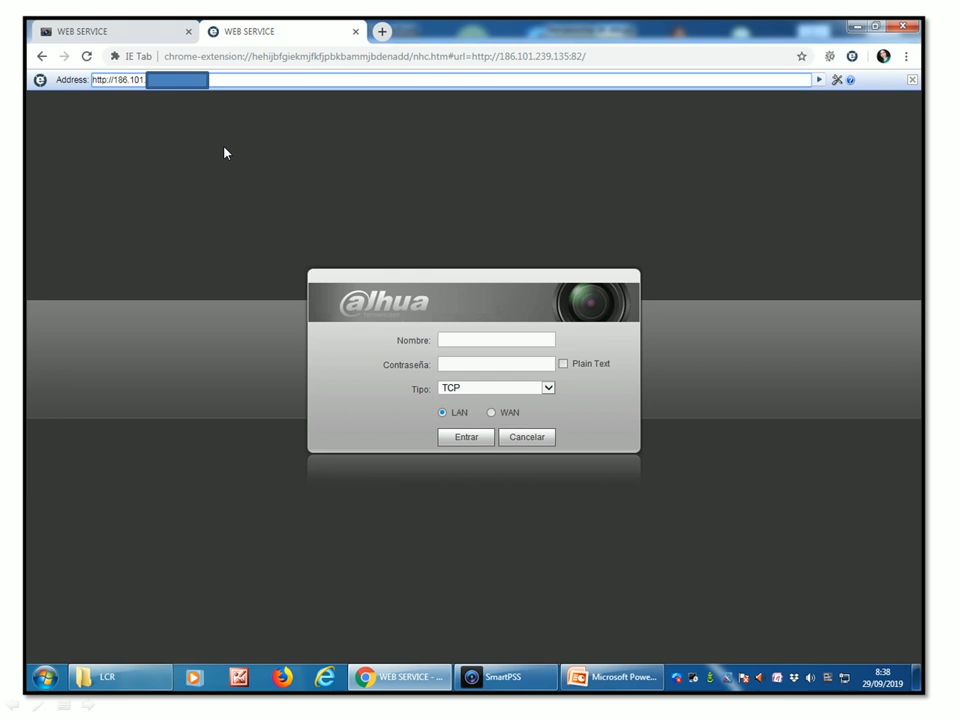 WEB SERVICE
WEB SERVICE
IE Tab
chrome-extension://hehijbfgiekmjfkfjpbkbammjbdenadd/nhc.htm#url=http://186.101.239.135:82/
Address: http://186.101.
alhua
Nombre:
Contraseña:
Plain Text
Tipo: TCP
LAN WAN
Entrar Cancelar
LCR
WEB SERVICE - ...
SmartPSS
Microsoft Powe...
8:38
29/09/2019